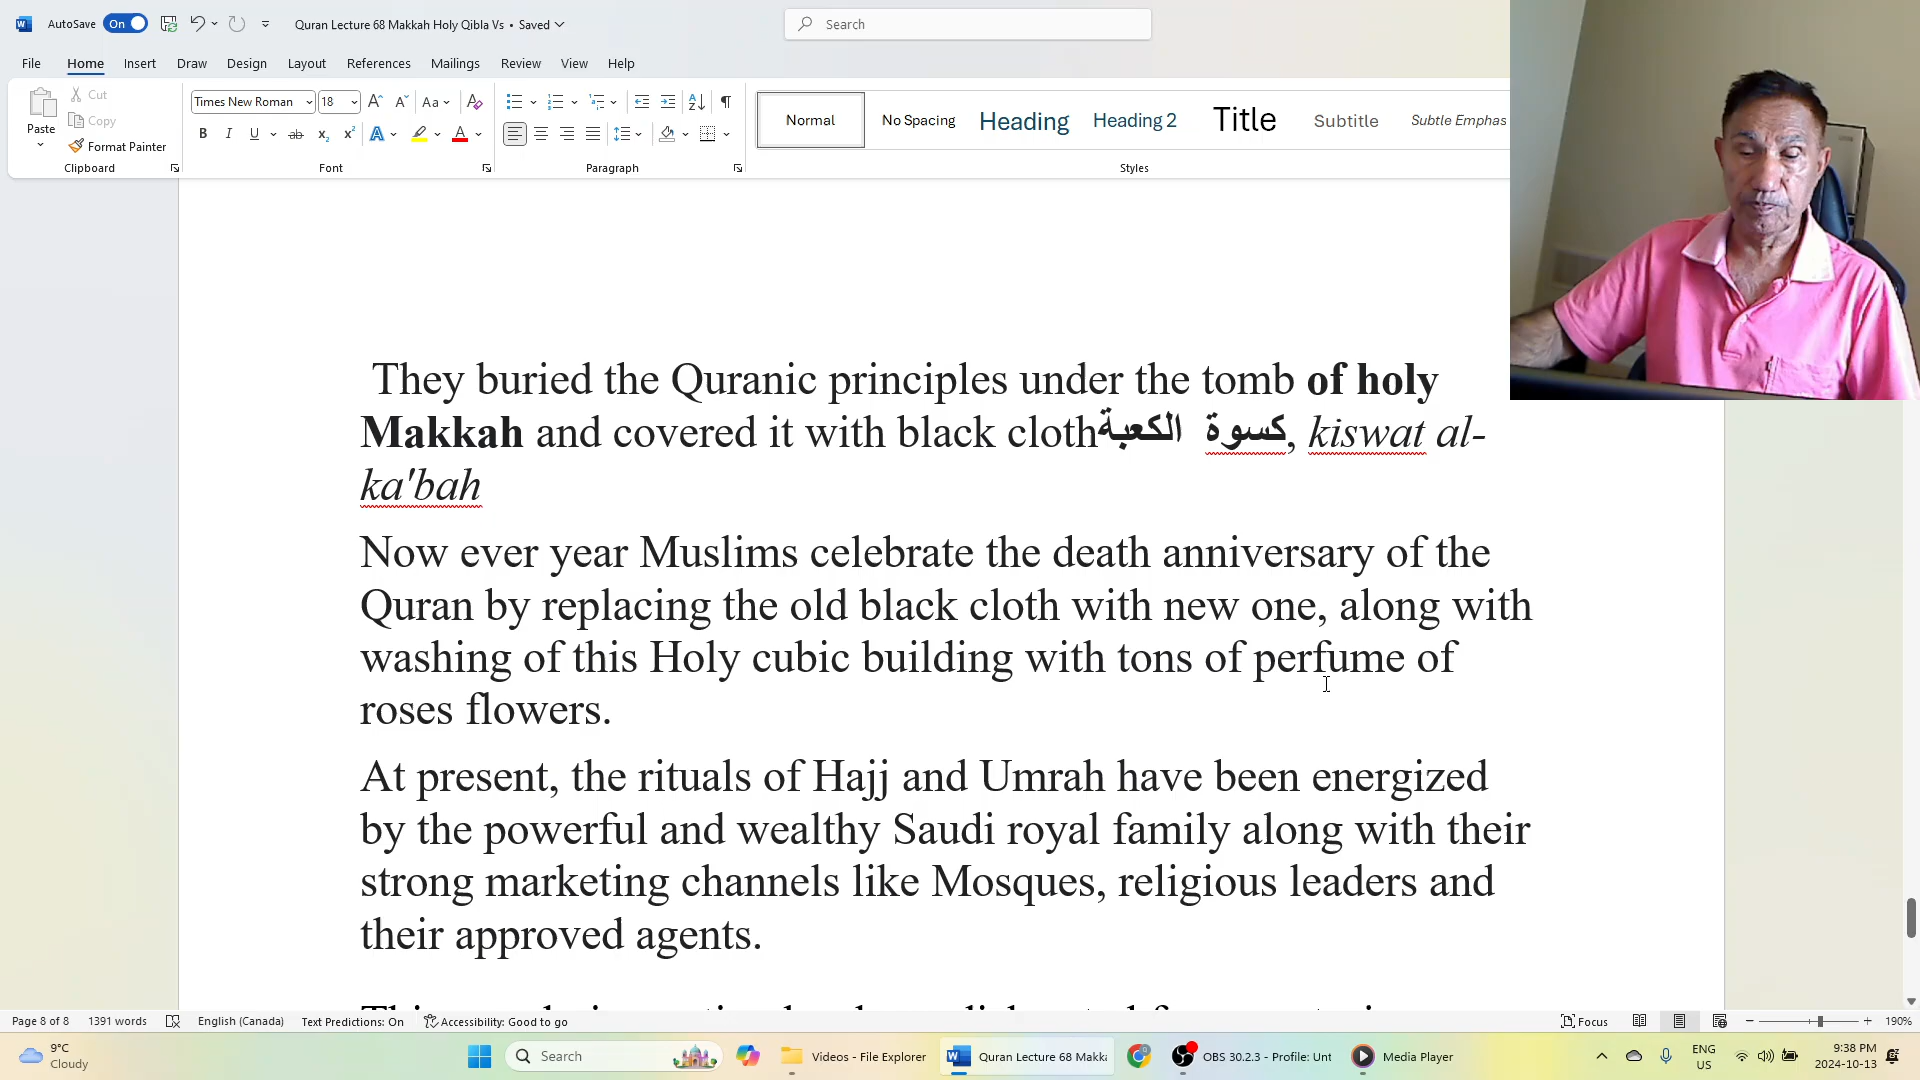 AutoSave On Quran Lecture 68 Makkah Holy Qibla Vs • Saved Search
File Home Insert Draw Design Layout References Mailings Review View Help
Paste Cut Copy Format Painter
Times New Roman 18 Aa
Normal No Spacing Heading Heading 2 Title Subtitle Subtle Emphas
Clipboard Font Paragraph Styles
They buried the Quranic principles under the tomb of holy
Makkah and covered it with black cloth كسوة الكعبة, kiswat al-
ka'bah
Now ever year Muslims celebrate the death anniversary of the
Quran by replacing the old black cloth with new one, along with
washing of this Holy cubic building with tons of perfume of
roses flowers.
At present, the rituals of Hajj and Umrah have been energized
by the powerful and wealthy Saudi royal family along with their
strong marketing channels like Mosques, religious leaders and
their approved agents.
Page 8 of 8 1391 words English (Canada) Text Predictions: On Accessibility: Good to go Focus 190%
9°C
Cloudy
Search Videos - File Explorer Quran Lecture 68 Makka OBS 30.2.3 - Profile: Unt Media Player
ENG
US
9:38 PM
2024-10-13